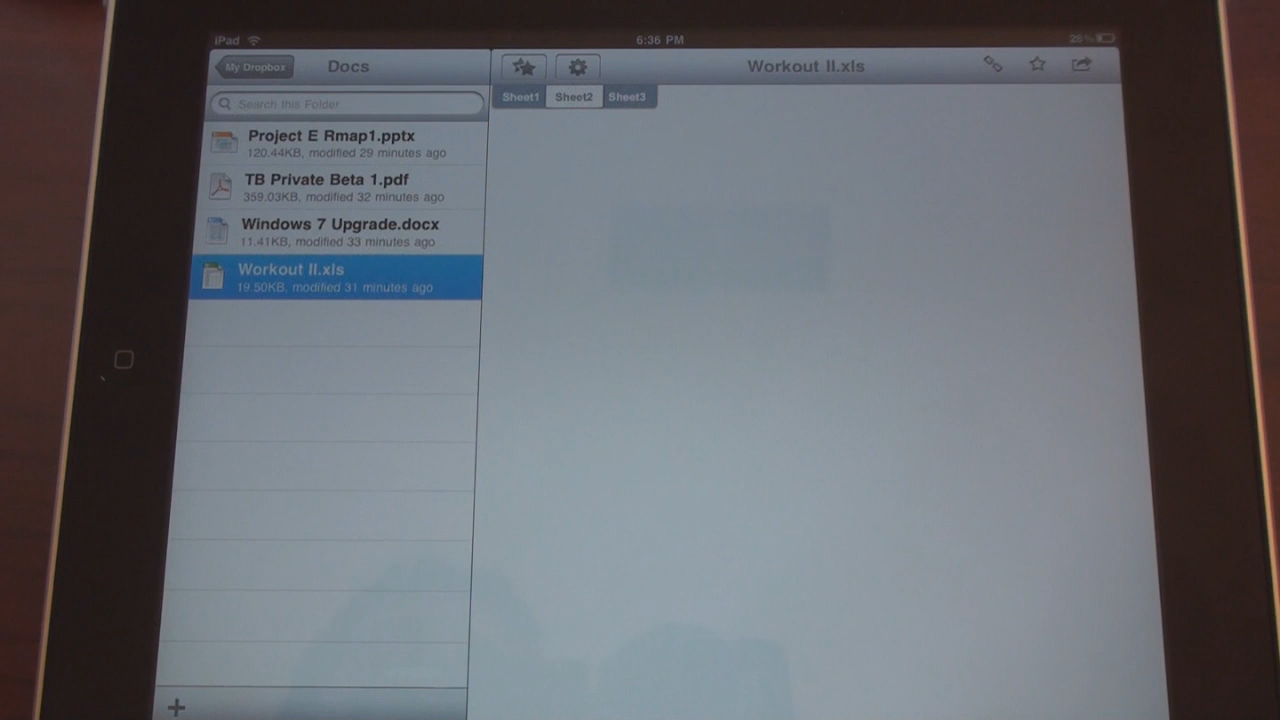 iPad
6:36 PM
28%
My Dropbox
Docs
Workout II.xls
Search this Folder
Sheet1
Sheet2
Sheet3
Project E Rmap1.pptx
120.44KB, modified 29 minutes ago
TB Private Beta 1.pdf
359.03KB, modified 32 minutes ago
Windows 7 Upgrade.docx
11.41KB, modified 33 minutes ago
Workout II.xls
19.50KB, modified 31 minutes ago